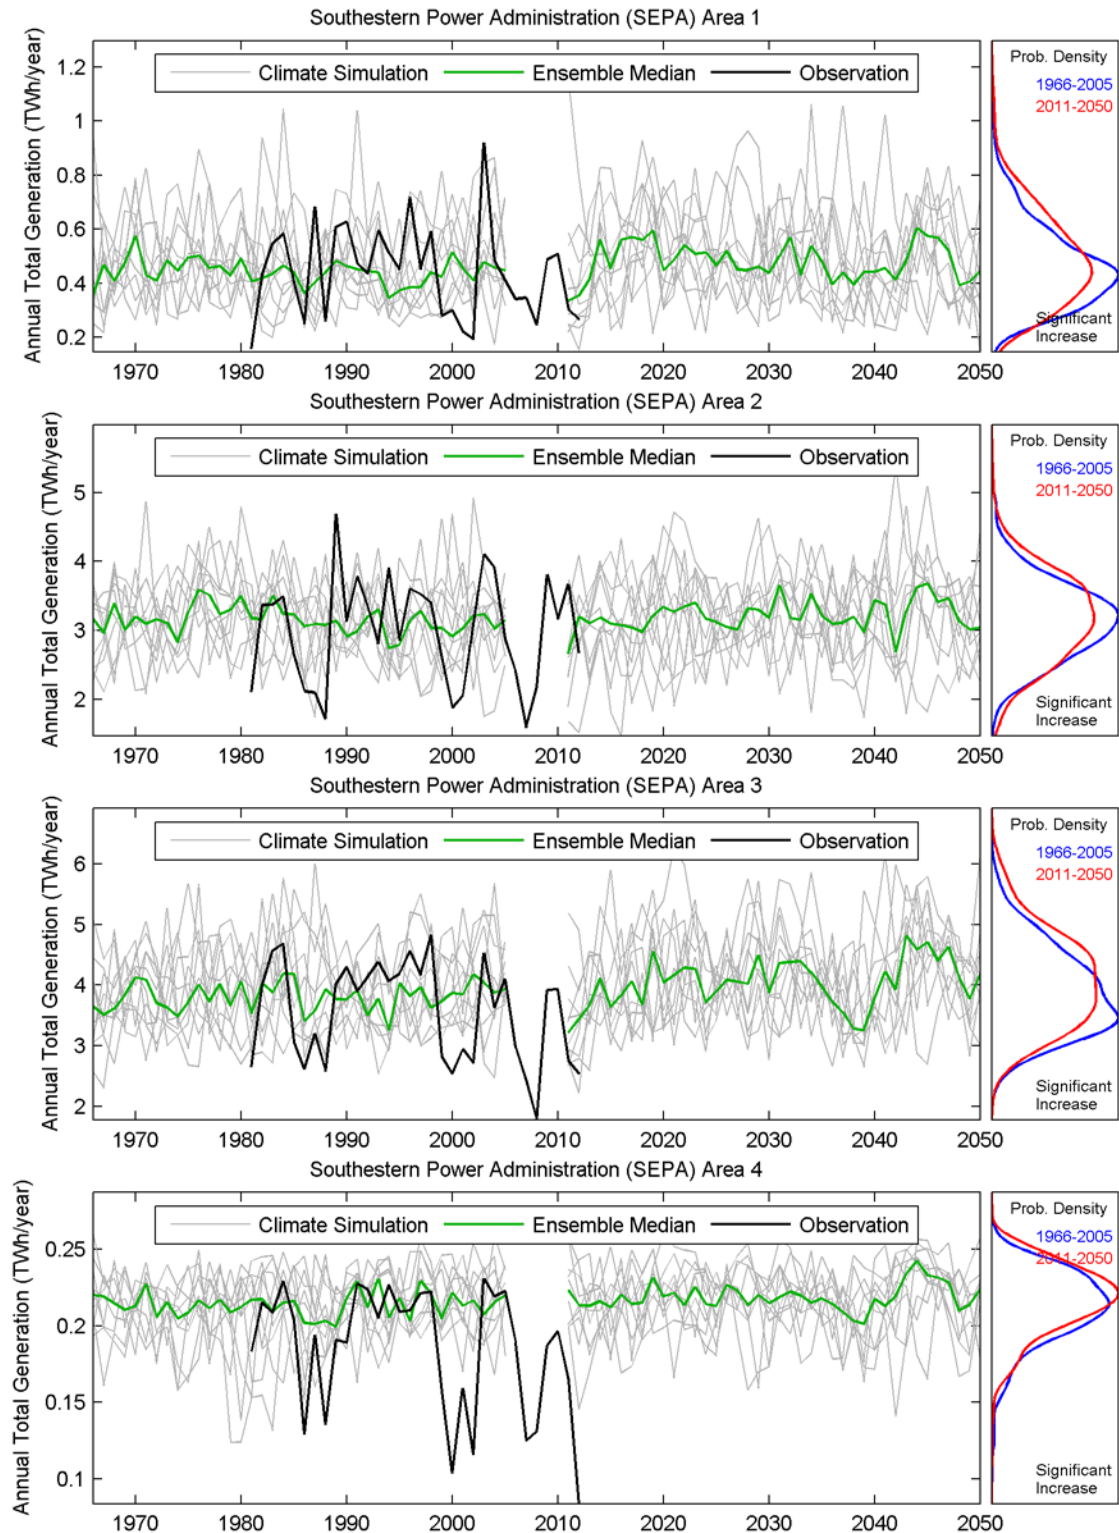 Southestern Power Administration (SEPA) Area 1
Annual Total Generation (TWh/year)
Climate Simulation Ensemble Median Observation
1.2
1
0.8
0.6
0.4
0.2
1970 1980 1990 2000 2010 2020 2030 2040 2050
Prob. Density
1966-2005
2011-2050
Significant
Increase
Southestern Power Administration (SEPA) Area 2
Annual Total Generation (TWh/year)
Climate Simulation Ensemble Median Observation
5
4
3
2
1970 1980 1990 2000 2010 2020 2030 2040 2050
Prob. Density
1966-2005
2011-2050
Significant
Increase
Southestern Power Administration (SEPA) Area 3
Annual Total Generation (TWh/year)
Climate Simulation Ensemble Median Observation
6
5
4
3
2
1970 1980 1990 2000 2010 2020 2030 2040 2050
Prob. Density
1966-2005
2011-2050
Significant
Increase
Southestern Power Administration (SEPA) Area 4
Annual Total Generation (TWh/year)
Climate Simulation Ensemble Median Observation
0.25
0.2
0.15
0.1
1970 1980 1990 2000 2010 2020 2030 2040 2050
Prob. Density
1966-2005
2011-2050
Significant
Increase